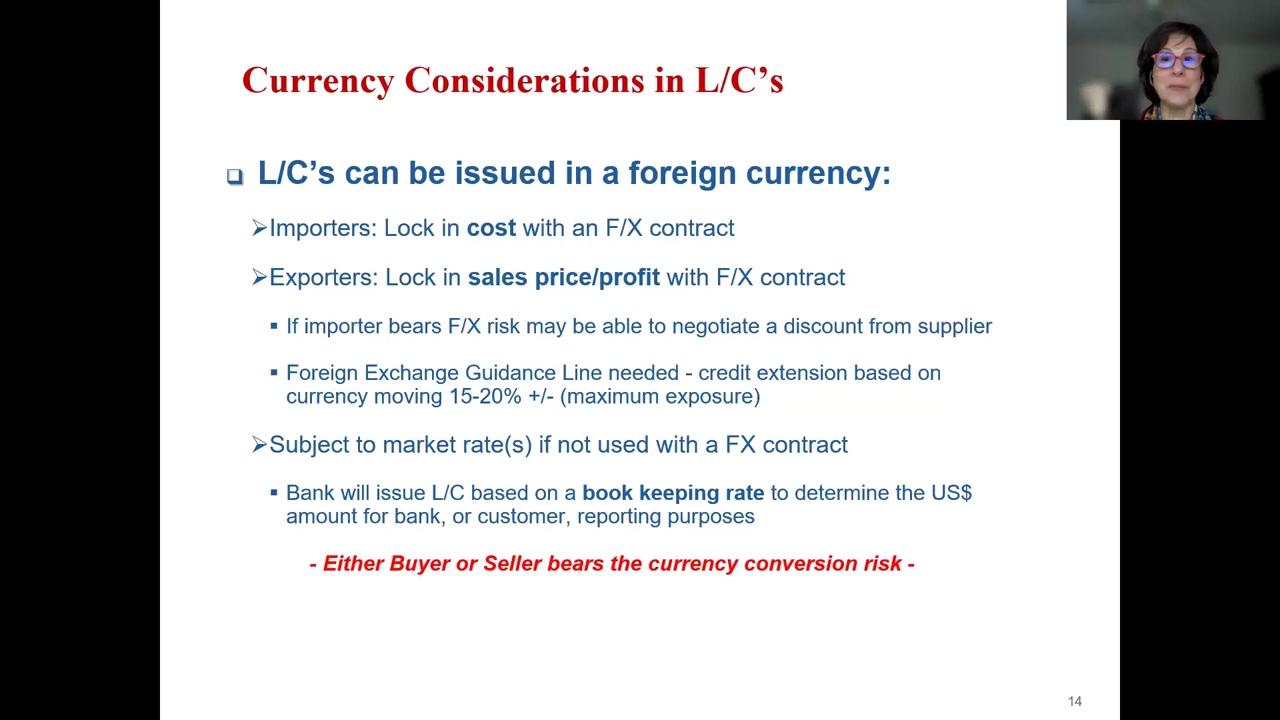 Currency Considerations in L/C’s
❑ L/C’s can be issued in a foreign currency:
➢Importers: Lock in cost with an F/X contract
➢Exporters: Lock in sales price/profit with F/X contract
▪ If importer bears F/X risk may be able to negotiate a discount from supplier
▪ Foreign Exchange Guidance Line needed - credit extension based on
currency moving 15-20% +/- (maximum exposure)
➢Subject to market rate(s) if not used with a FX contract
▪ Bank will issue L/C based on a book keeping rate to determine the US$
amount for bank, or customer, reporting purposes
- Either Buyer or Seller bears the currency conversion risk -
14